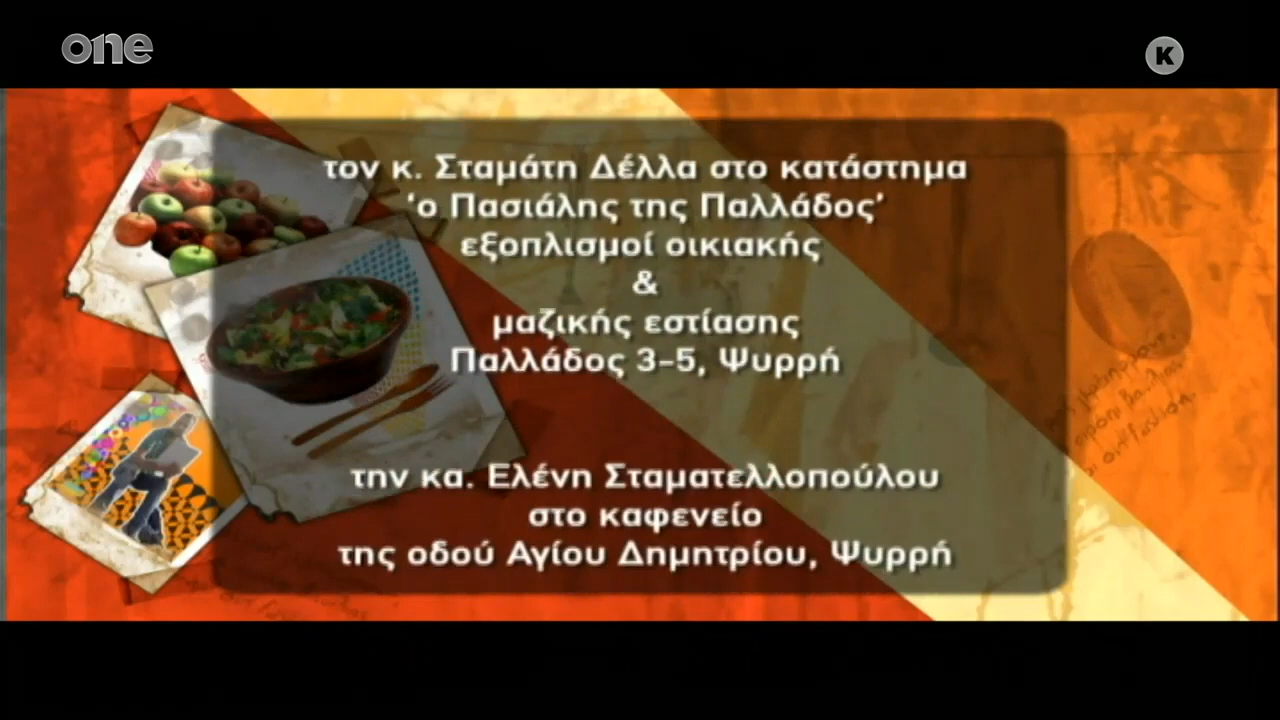 one
K
τον κ. Σταμάτη Δέλλα στο κατάστημα
‘ο Πασιάλης της Παλλάδος’
εξοπλισμοί οικιακής
&
μαζικής εστίασης
Παλλάδος 3-5, Ψυρρή
την κα. Ελένη Σταματελλοπούλου
στο καφενείο
της οδού Αγίου Δημητρίου, Ψυρρή